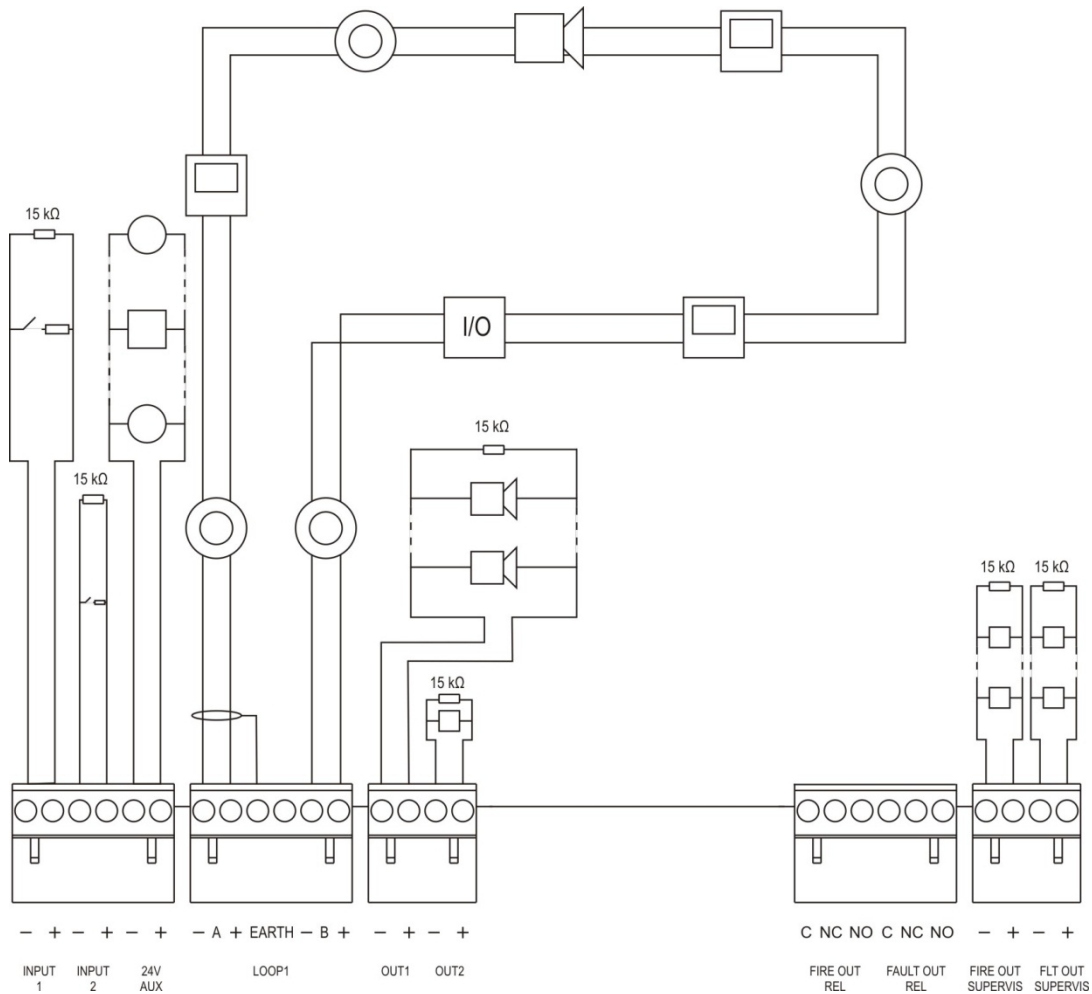 15 kΩ
I/O
15 kΩ
15 kΩ
15 kΩ
15 kΩ
15 kΩ
− + − + − +
− A + EARTH − B +
− + − +
C NC NO C NC NO
− + − +
INPUT
1
INPUT
2
24V
AUX
LOOP1
OUT1
OUT2
FIRE OUT
REL
FAULT OUT
REL
FIRE OUT
SUPERVIS
FLT OUT
SUPERVIS